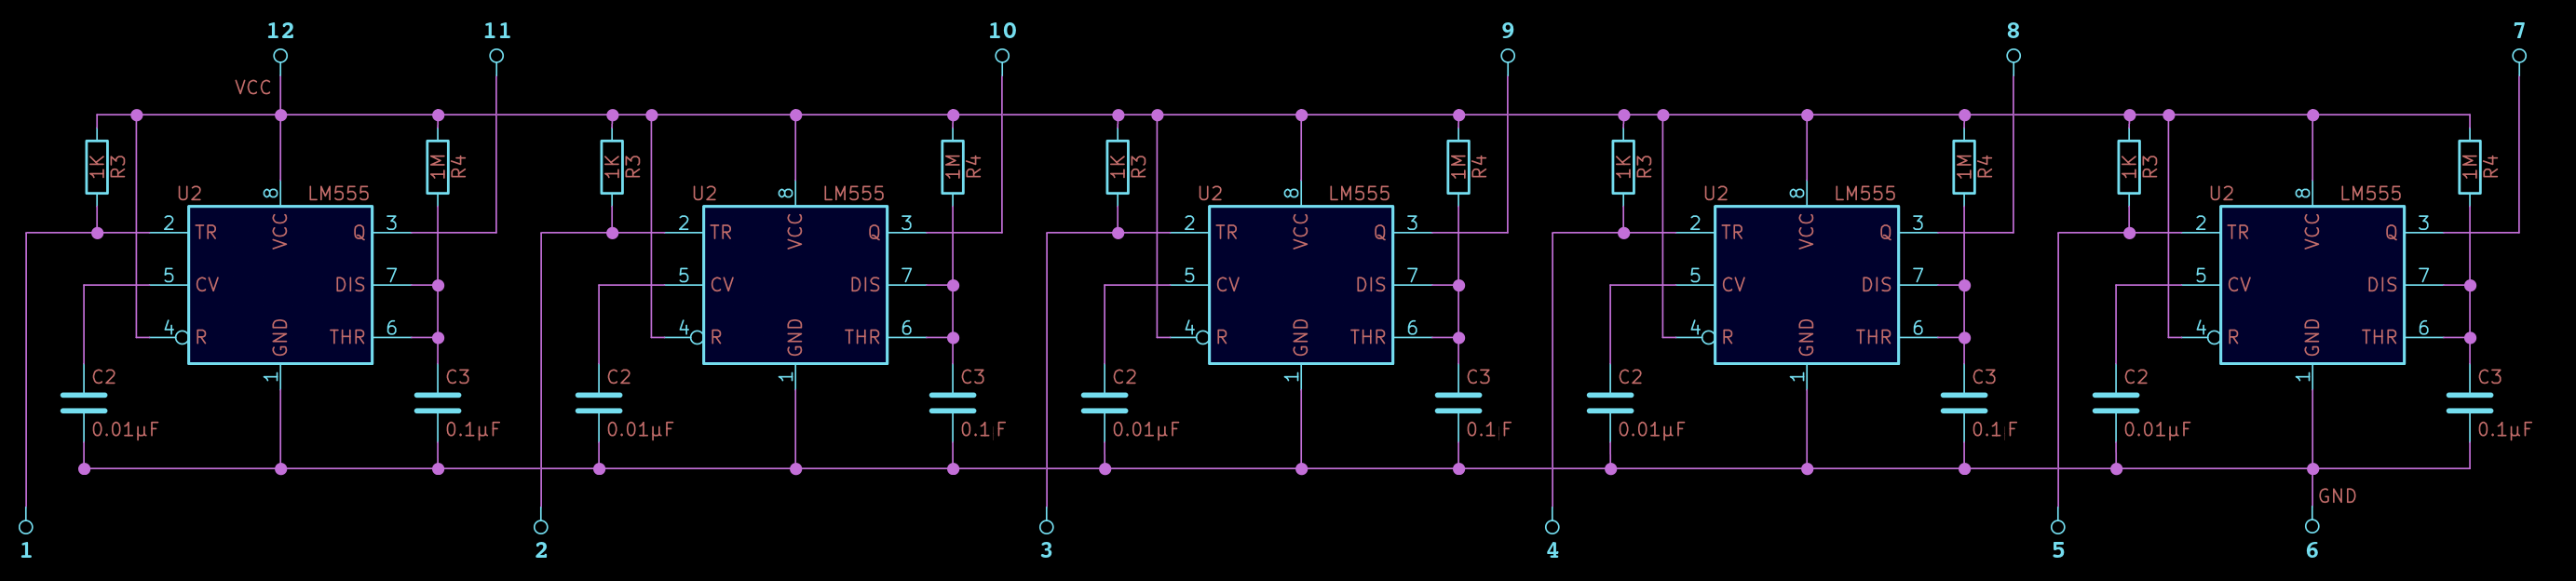 12 11 10 9 8 7
VCC
1K R3 1M R4 1K R3 1M R4 1K R3 1M R4 1K R3 1M R4 1K R3 1M R4
U2 8 LM555 U2 8 LM555 U2 8 LM555 U2 8 LM555 U2 8 LM555
2 TR VCC Q 3 2 TR VCC Q 3 2 TR VCC Q 3 2 TR VCC Q 3 2 TR VCC Q 3
5 CV DIS 7 5 CV DIS 7 5 CV DIS 7 5 CV DIS 7 5 CV DIS 7
4 R GND THR 6 4 R GND THR 6 4 R GND THR 6 4 R GND THR 6 4 R GND THR 6
C2 1 C3 C2 1 C3 C2 1 C3 C2 1 C3 C2 1 C3
0.01µF 0.1µF 0.01µF 0.1 F 0.01µF 0.1 F 0.01µF 0.1 F 0.01µF 0.1µF
GND
1 2 3 4 5 6